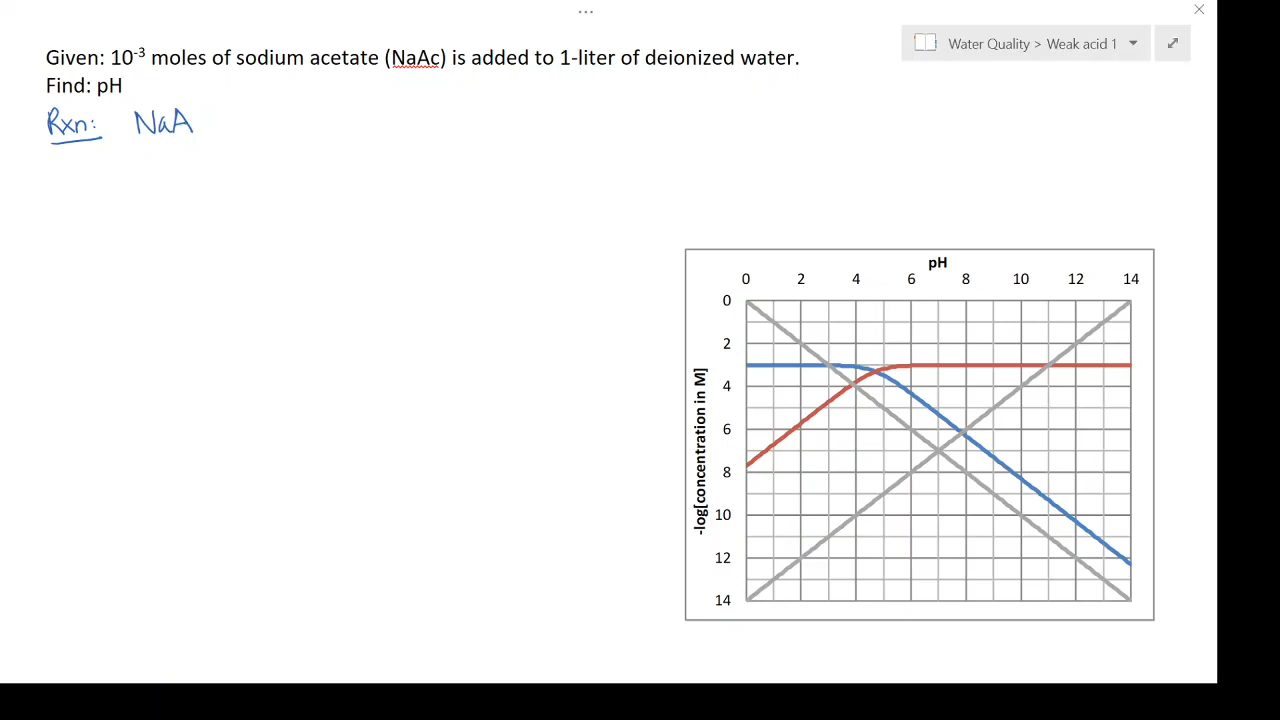 ...
Water Quality > Weak acid 1
Given: 10⁻³ moles of sodium acetate (NaAc) is added to 1-liter of deionized water.
Find: pH
Rxn: NaA
pH
0 2 4 6 8 10 12 14
0
2
4
6
8
10
12
14
-log[concentration in M]